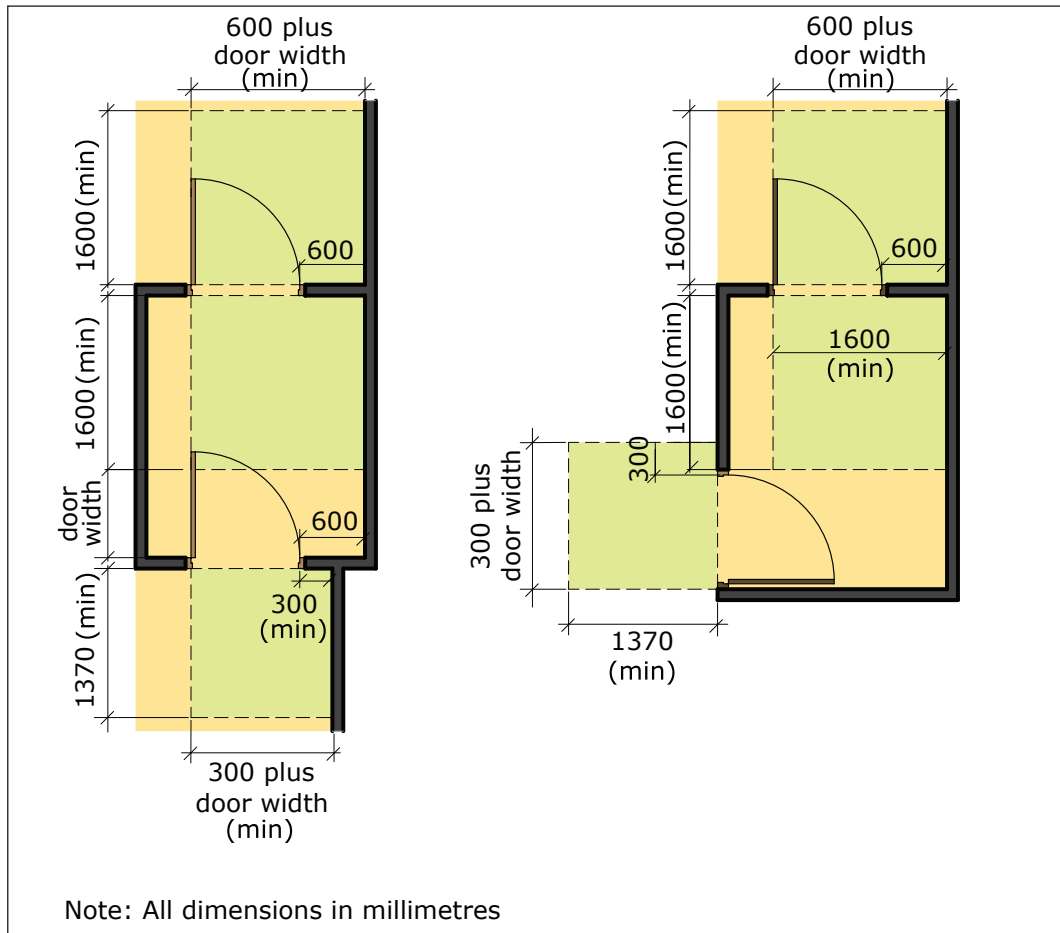 600 plus
door width
(min)
600 plus
door width
(min)
1600 (min)
600
1600 (min)
600
1600 (min)
1600 (min)
1600
(min)
door
width
600
300
300 plus
door width
300
(min)
1370 (min)
1370
(min)
300 plus
door width
(min)
Note: All dimensions in millimetres